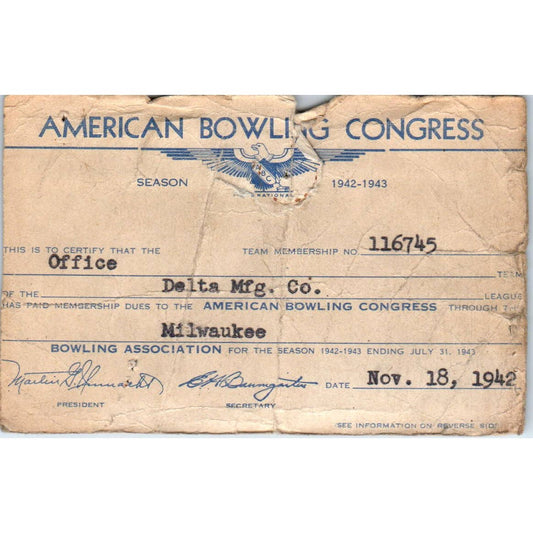 AMERICAN BOWLING CONGRESS
SEASON 1942-1943
THIS IS TO CERTIFY THAT THE TEAM MEMBERSHIP NO. 116745
Office TEAM
OF THE Delta Mfg. Co. LEAGUE
HAS PAID MEMBERSHIP DUES TO THE AMERICAN BOWLING CONGRESS THROUGH
Milwaukee
BOWLING ASSOCIATION FOR THE SEASON 1942-1943 ENDING JULY 31, 1943
DATE Nov. 18, 1942
PRESIDENT SECRETARY
SEE INFORMATION ON REVERSE SIDE